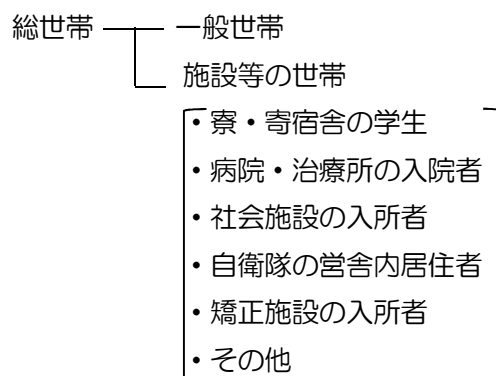 総世帯 一般世帯
施設等の世帯
・寮・寄宿舎の学生
・病院・治療所の入院者
・社会施設の入所者
・自衛隊の営舎内居住者
・矯正施設の入所者
・その他